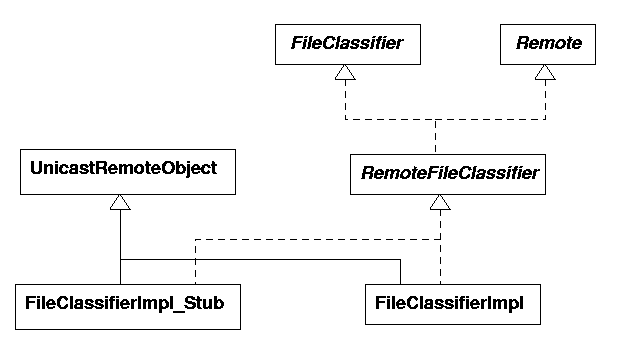 FileClassifier
Remote
UnicastRemoteObject
RemoteFileClassifier
FileClassifierImpl_Stub
FileClassifierImpl